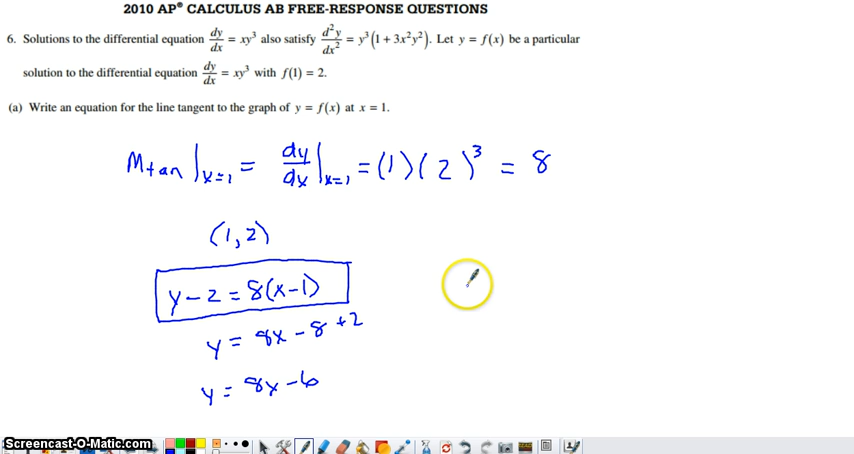 2010 AP® CALCULUS AB FREE-RESPONSE QUESTIONS
6. Solutions to the differential equation dy/dx = xy³ also satisfy d²y/dx² = y³(1 + 3x²y²). Let y = f(x) be a particular
solution to the differential equation dy/dx = xy³ with f(1) = 2.
(a) Write an equation for the line tangent to the graph of y = f(x) at x = 1.
Mtan |x=1 = dy/dx |x=1 = (1)(2)³ = 8
(1,2)
y − 2 = 8(x−1)
y = 8x − 8 + 2
y = 8x − 6
Screencast-O-Matic.com